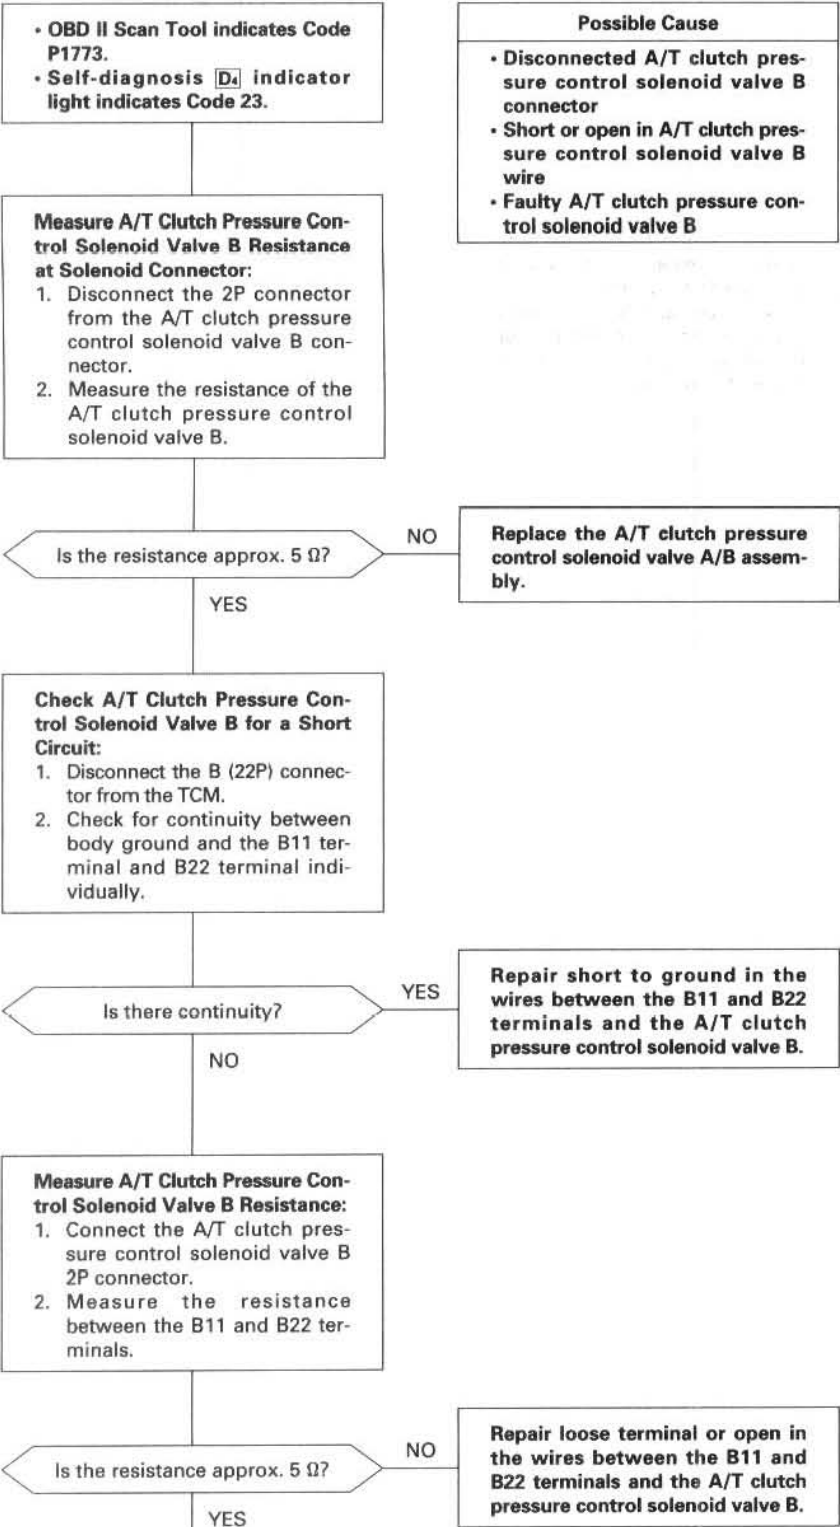 • OBD II Scan Tool indicates Code
P1773.
• Self-diagnosis D4 indicator
light indicates Code 23.
Possible Cause
• Disconnected A/T clutch pres-
sure control solenoid valve B
connector
• Short or open in A/T clutch pres-
sure control solenoid valve B
wire
• Faulty A/T clutch pressure con-
trol solenoid valve B
Measure A/T Clutch Pressure Con-
trol Solenoid Valve B Resistance
at Solenoid Connector:
1. Disconnect the 2P connector
from the A/T clutch pressure
control solenoid valve B con-
nector.
2. Measure the resistance of the
A/T clutch pressure control
solenoid valve B.
Is the resistance approx. 5 Ω?
NO
Replace the A/T clutch pressure
control solenoid valve A/B assem-
bly.
YES
Check A/T Clutch Pressure Con-
trol Solenoid Valve B for a Short
Circuit:
1. Disconnect the B (22P) connec-
tor from the TCM.
2. Check for continuity between
body ground and the B11 ter-
minal and B22 terminal indi-
vidually.
Is there continuity?
YES
Repair short to ground in the
wires between the B11 and B22
terminals and the A/T clutch
pressure control solenoid valve B.
NO
Measure A/T Clutch Pressure Con-
trol Solenoid Valve B Resistance:
1. Connect the A/T clutch pres-
sure control solenoid valve B
2P connector.
2. Measure the resistance
between the B11 and B22 ter-
minals.
Is the resistance approx. 5 Ω?
NO
Repair loose terminal or open in
the wires between the B11 and
B22 terminals and the A/T clutch
pressure control solenoid valve B.
YES